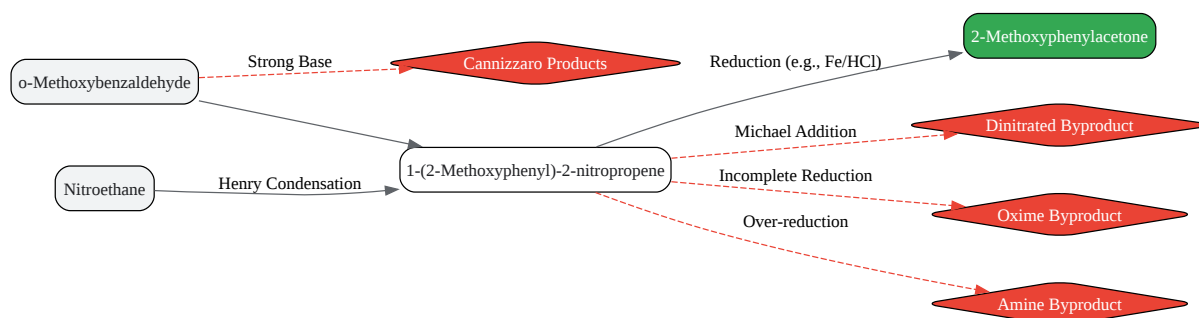 2-Methoxyphenylacetone
Strong Base
Cannizzaro Products
Reduction (e.g., Fe/HCl)
o-Methoxybenzaldehyde
Michael Addition
Dinitrated Byproduct
Nitroethane
Henry Condensation
1-(2-Methoxyphenyl)-2-nitropropene
Incomplete Reduction
Oxime Byproduct
Over-reduction
Amine Byproduct